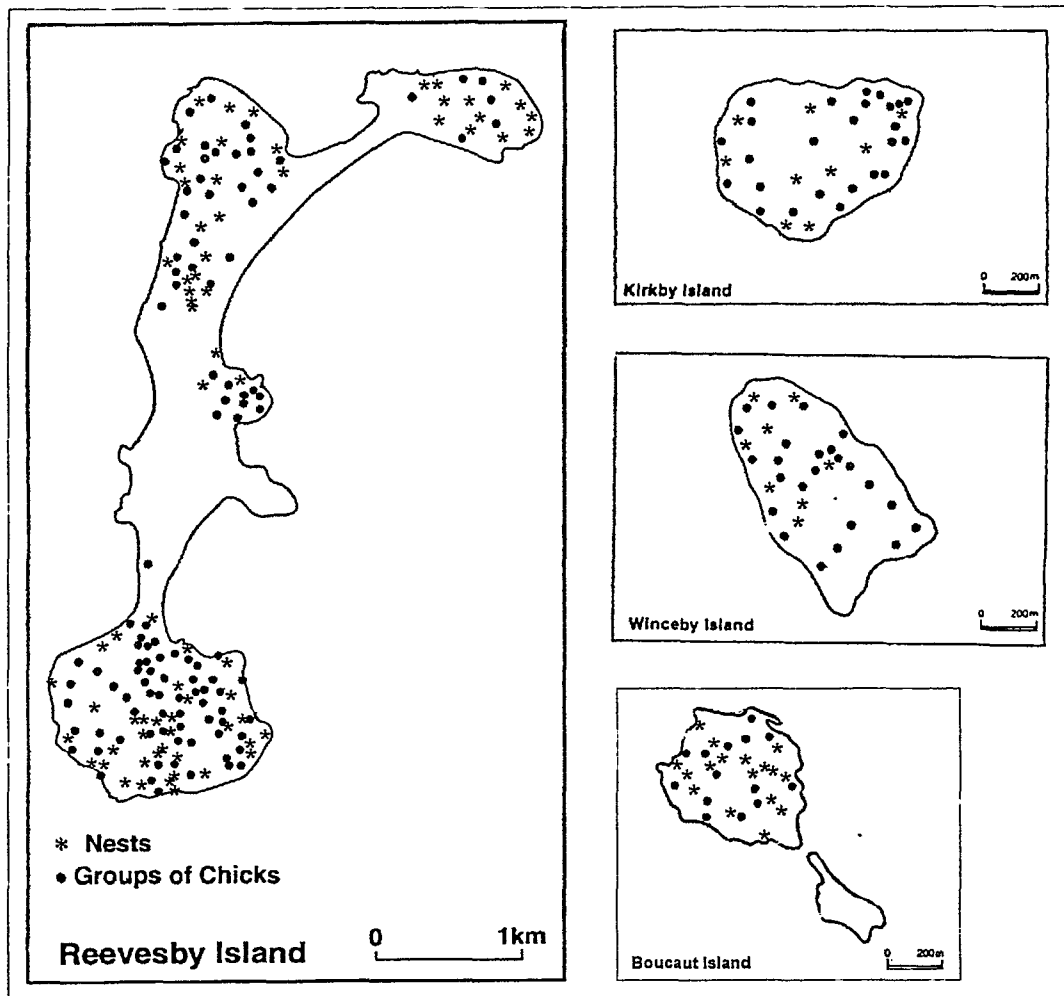 * Nests
• Groups of Chicks
Reevesby Island
0 1km
Kirkby Island
0 200m
Winceby Island
0 200m
Boucaut Island
0 200m